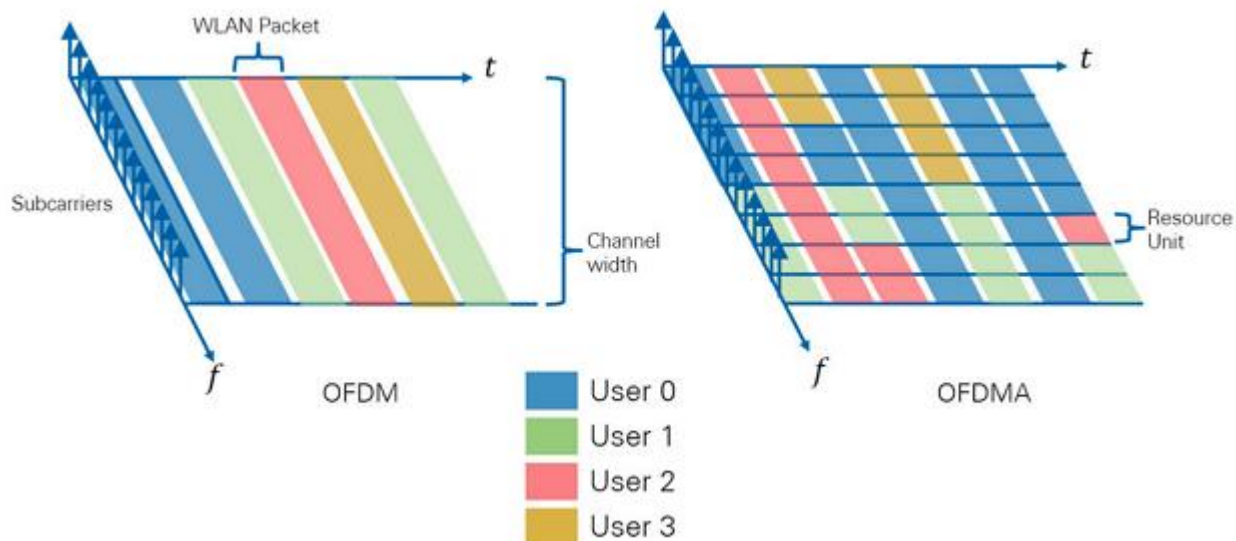 WLAN Packet
t
Subcarriers
Channel
width
f
OFDM
t
Resource
Unit
f
OFDMA
User 0
User 1
User 2
User 3